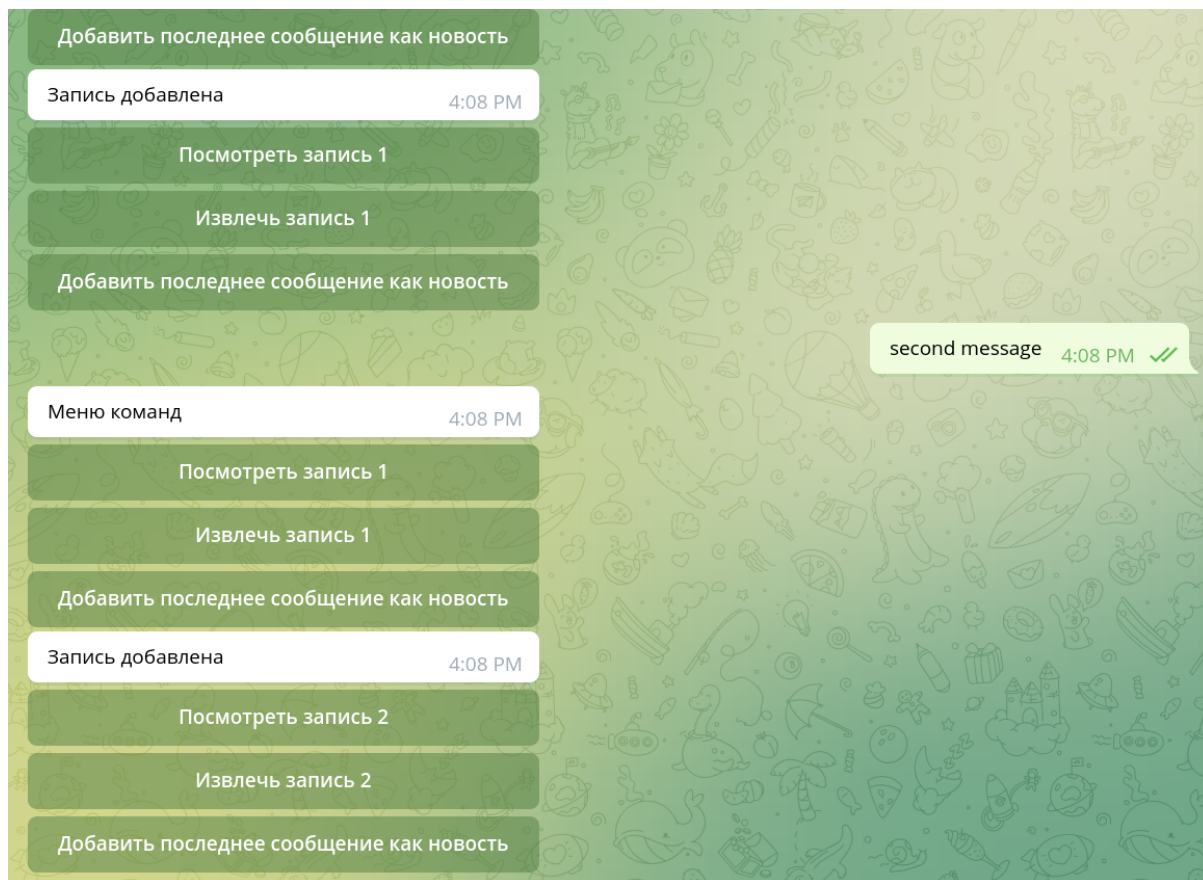 Добавить последнее сообщение как новость
Запись добавлена 4:08 PM
Посмотреть запись 1
Извлечь запись 1
Добавить последнее сообщение как новость
second message 4:08 PM
Меню команд 4:08 PM
Посмотреть запись 1
Извлечь запись 1
Добавить последнее сообщение как новость
Запись добавлена 4:08 PM
Посмотреть запись 2
Извлечь запись 2
Добавить последнее сообщение как новость